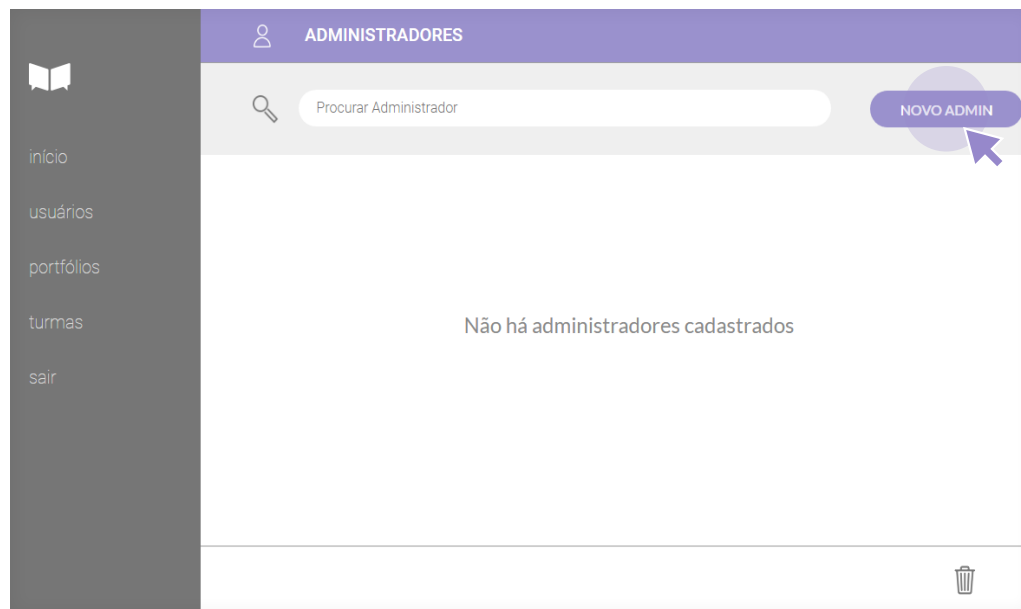 ADMINISTRADORES
Procurar Administrador
NOVO ADMIN
início
usuários
portfólios
turmas
sair
Não há administradores cadastrados